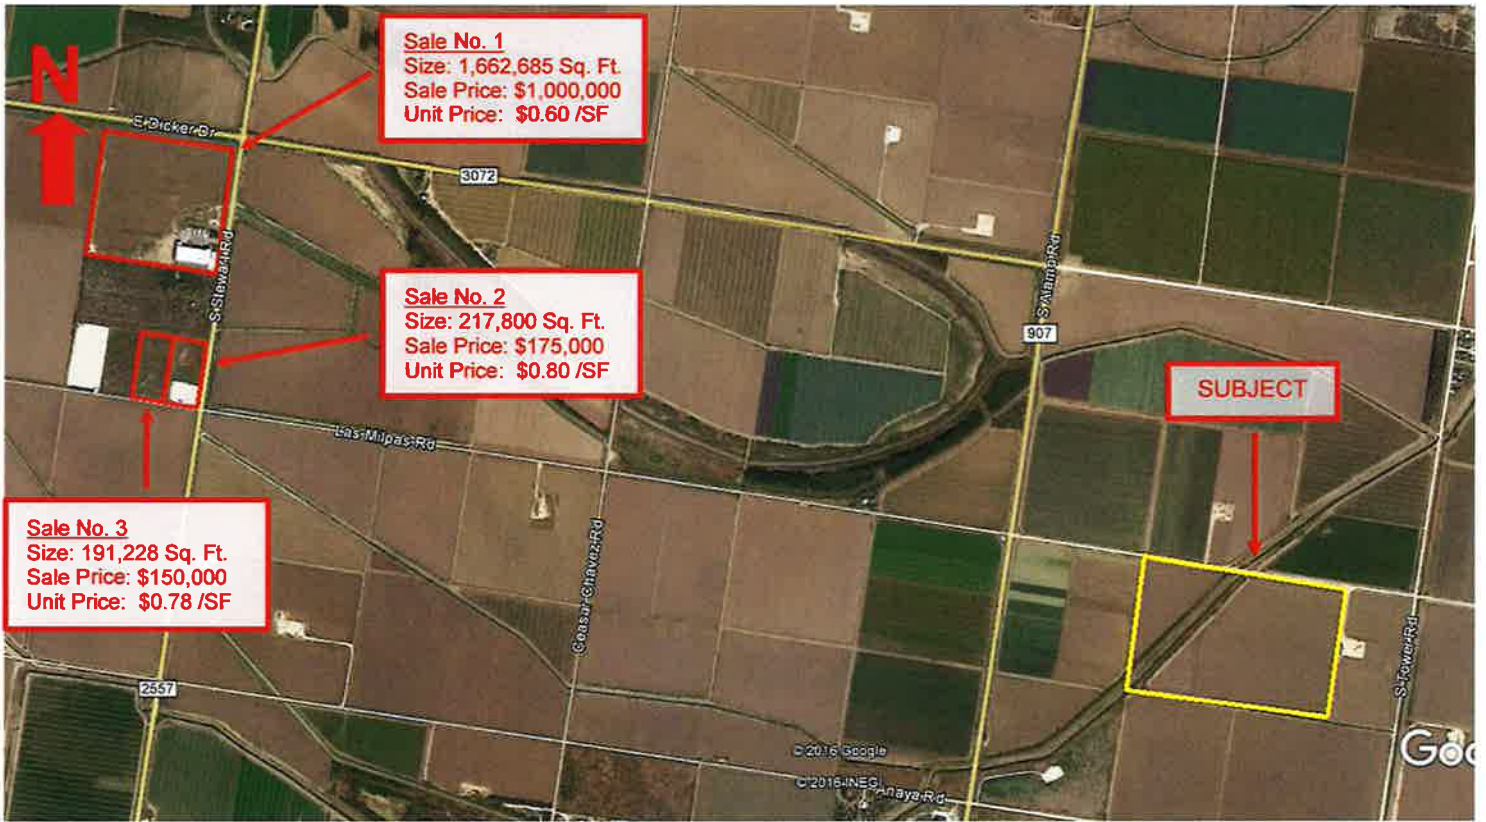 N
Sale No. 1
Size: 1,662,685 Sq. Ft.
Sale Price: $1,000,000
Unit Price: $0.60 /SF
E Dicker Dr
3072
S Stewart Rd
Sale No. 2
Size: 217,800 Sq. Ft.
Sale Price: $175,000
Unit Price: $0.80 /SF
S Alamo Rd
907
SUBJECT
Las Milpas Rd
Sale No. 3
Size: 191,228 Sq. Ft.
Sale Price: $150,000
Unit Price: $0.78 /SF
Ceasar Chavez Rd
S Tower Rd
2557
© 2016 Google
© 2016 INEGI
Anaya Rd
Goo